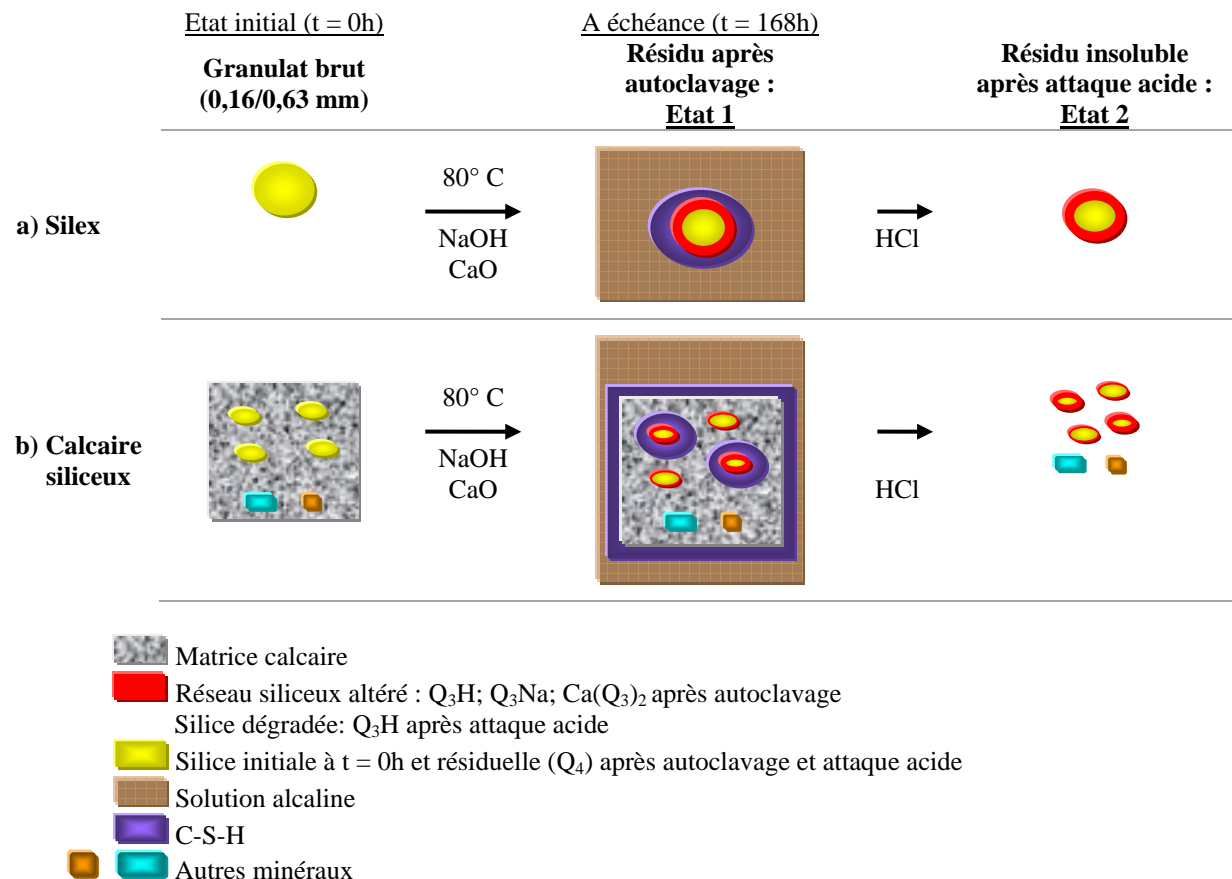 Etat initial (t = 0h)
A échéance (t = 168h)
Granulat brut
(0,16/0,63 mm)
Résidu après
autoclavage :
Etat 1
Résidu insoluble
après attaque acide :
Etat 2
a) Silex
80° C
NaOH
CaO
HCl
b) Calcaire
siliceux
80° C
NaOH
CaO
HCl
Matrice calcaire
Réseau siliceux altéré : Q₃H; Q₃Na; Ca(Q₃)₂ après autoclavage
Silice dégradée: Q₃H après attaque acide
Silice initiale à t = 0h et résiduelle (Q₄) après autoclavage et attaque acide
Solution alcaline
C-S-H
Autres minéraux